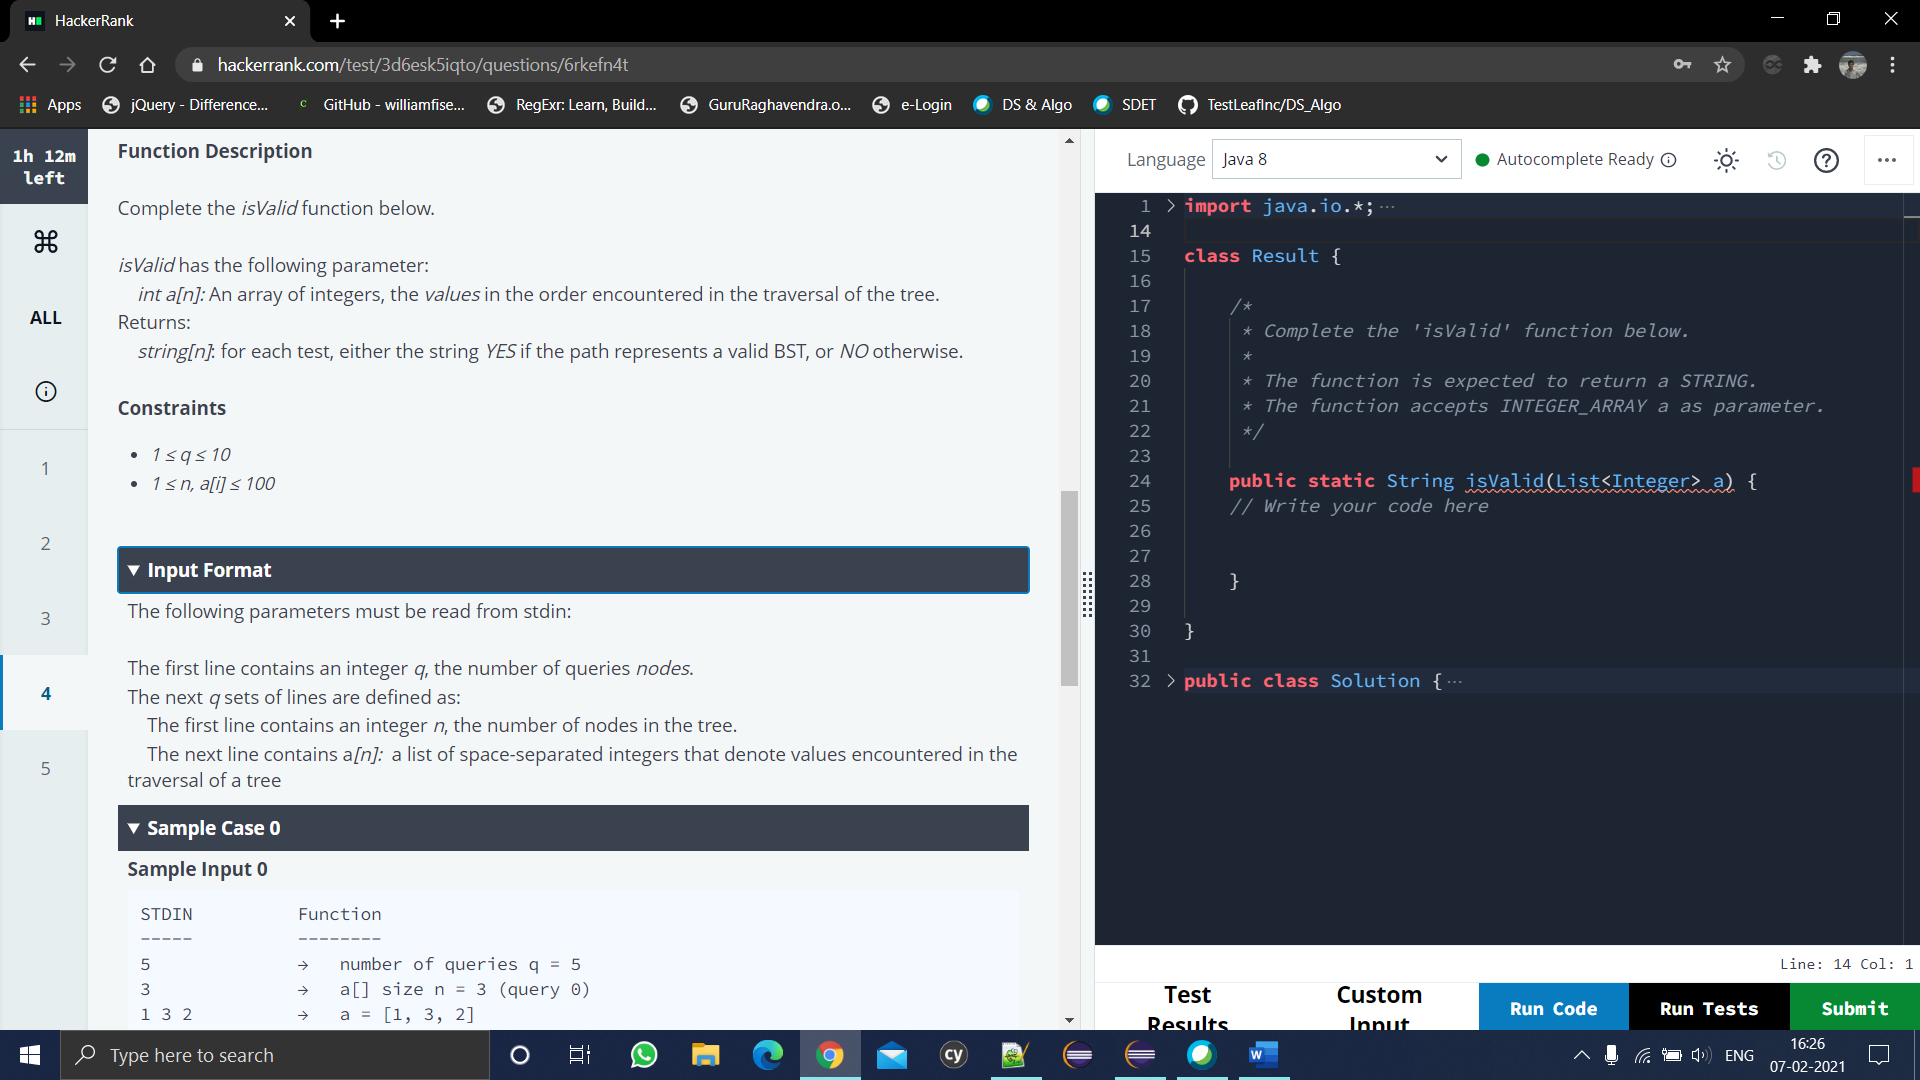 HackerRank
hackerrank.com/test/3d6esk5iqto/questions/6rkefn4t
Apps
jQuery - Difference...
GitHub - williamfise...
RegExr: Learn, Build...
GuruRaghavendra.o...
e-Login
DS & Algo
SDET
TestLeafInc/DS_Algo
1h 12m
left
ALL
1
2
3
4
5
Function Description
Complete the isValid function below.
isValid has the following parameter:
int a[n]: An array of integers, the values in the order encountered in the traversal of the tree.
Returns:
string[n]: for each test, either the string YES if the path represents a valid BST, or NO otherwise.
Constraints
• 1 ≤ q ≤ 10
• 1 ≤ n, a[i] ≤ 100
▼ Input Format
The following parameters must be read from stdin:
The first line contains an integer q, the number of queries nodes.
The next q sets of lines are defined as:
The first line contains an integer n, the number of nodes in the tree.
The next line contains a[n]: a list of space-separated integers that denote values encountered in the
traversal of a tree
▼ Sample Case 0
Sample Input 0
STDIN Function
----- --------
5 → number of queries q = 5
3 → a[] size n = 3 (query 0)
1 3 2 → a = [1, 3, 2]
Language Java 8 Autocomplete Ready
1 > import java.io.*; ···
14
15 class Result {
16
17 /*
18 * Complete the 'isValid' function below.
19 *
20 * The function is expected to return a STRING.
21 * The function accepts INTEGER_ARRAY a as parameter.
22 */
23
24 public static String isValid(List<Integer> a) {
25 // Write your code here
26
27
28 }
29
30 }
31
32 > public class Solution { ···
Line: 14 Col: 1
Test
Results
Custom
Input
Run Code
Run Tests
Submit
Type here to search
cy
W
ENG
16:26
07-02-2021